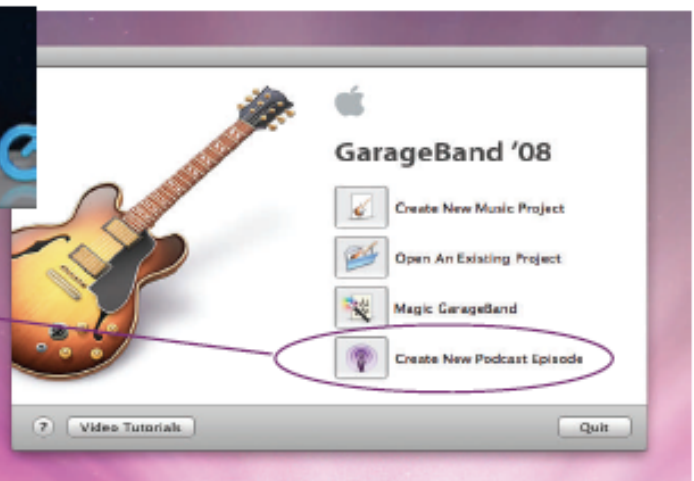 GarageBand '08
Create New Music Project
Open An Existing Project
Magic GarageBand
Create New Podcast Episode
?
Video Tutorials
Quit